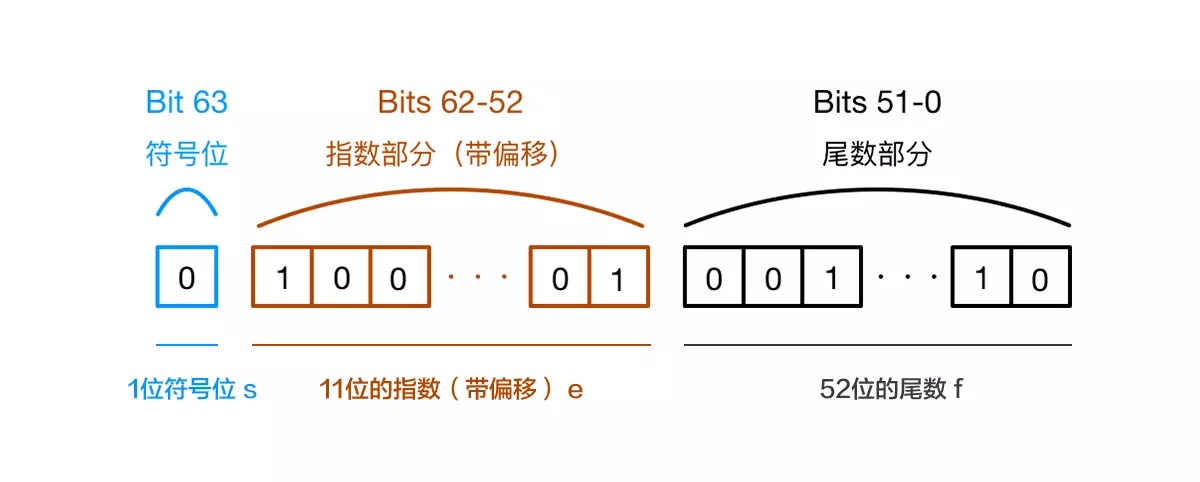 Bit 63 Bits 62-52 Bits 51-0
符号位 指数部分（带偏移） 尾数部分
0 1 0 0 · · · 0 1 0 0 1 · · · 1 0
1位符号位 s 11位的指数（带偏移）e 52位的尾数 f